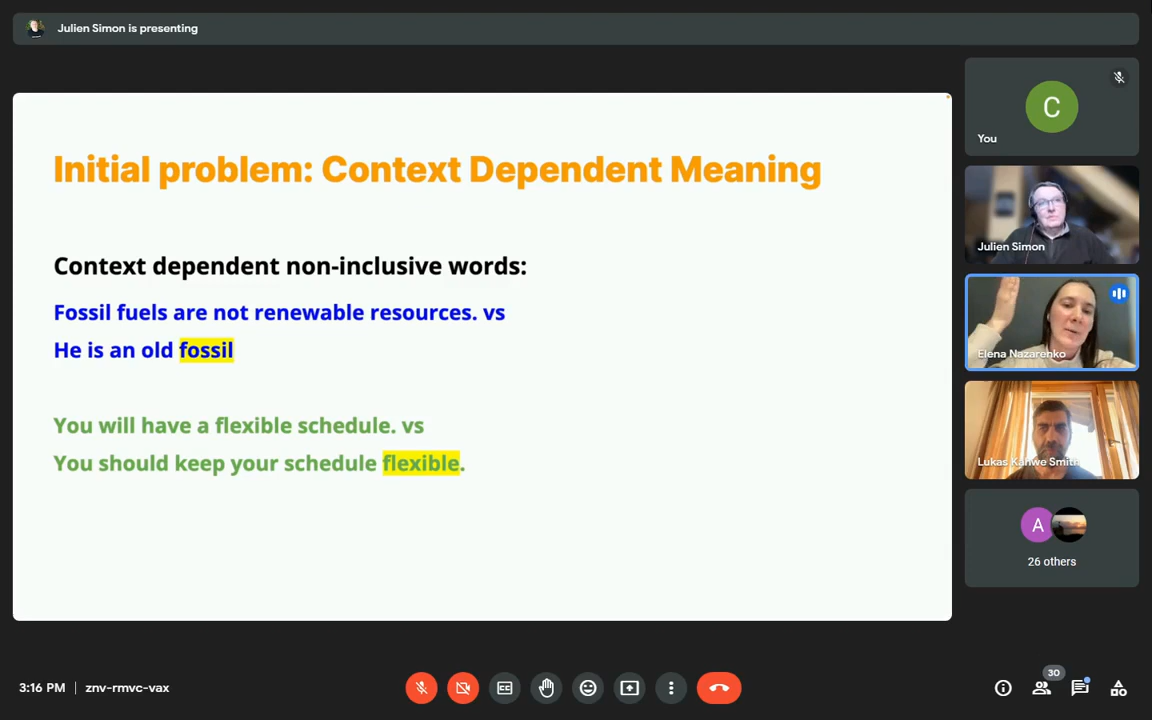 Julien Simon is presenting
Initial problem: Context Dependent Meaning
Context dependent non-inclusive words:
Fossil fuels are not renewable resources. vs
He is an old fossil
You will have a flexible schedule. vs
You should keep your schedule flexible.
C
You
Julien Simon
Elena Nazarenko
Lukas Kahwe Smith
A
26 others
3:16 PM | znv-rmvc-vax
30